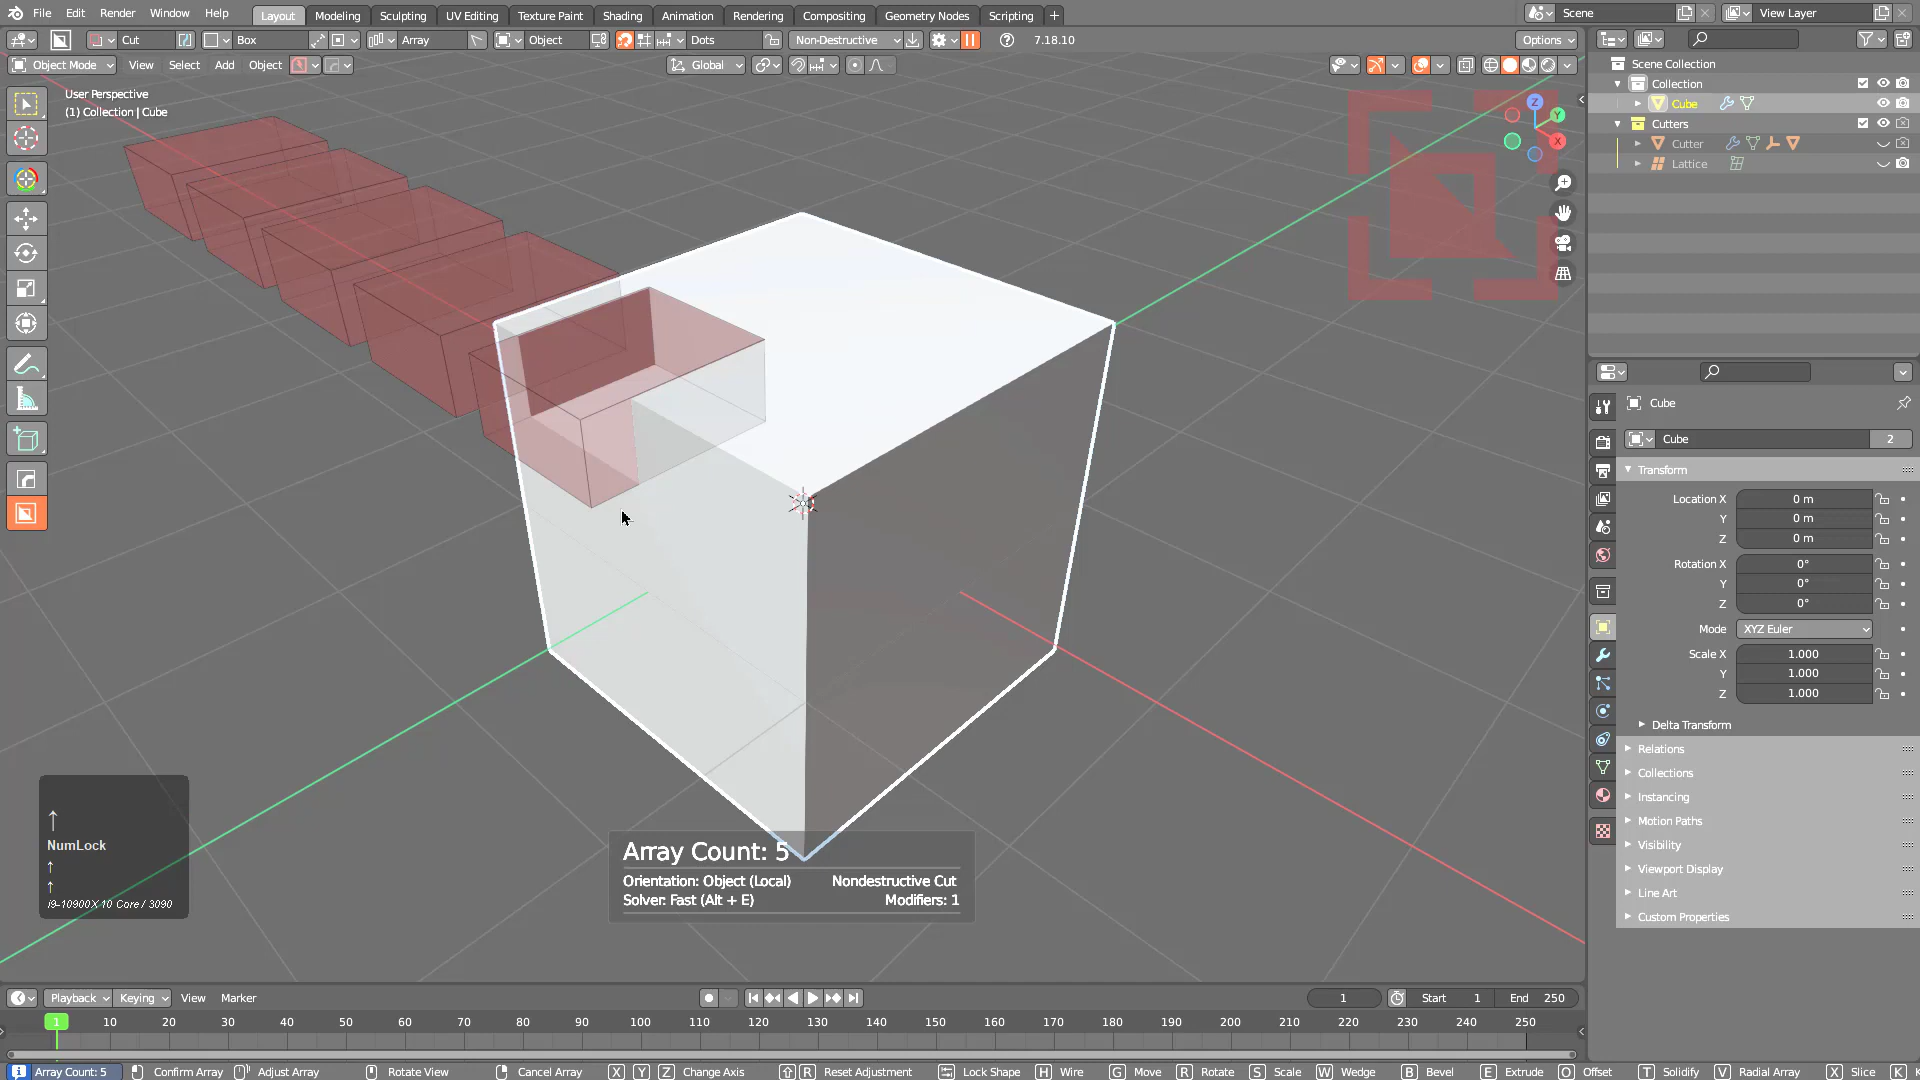 File Edit Render Window Help Layout Modeling Sculpting UV Editing Texture Paint Shading Animation Rendering Compositing Geometry Nodes Scripting + Scene View Layer
Cut Box Array Object Dots Non-Destructive 7.18.10 Options
Object Mode View Select Add Object Global
User Perspective
(1) Collection | Cube
Z
Y
X
Scene Collection
Collection
Cube
Cutters
Cutter
Lattice
Cube
Cube 2
Transform
Location X 0 m
Y 0 m
Z 0 m
Rotation X 0°
Y 0°
Z 0°
Mode XYZ Euler
Scale X 1.000
Y 1.000
Z 1.000
Delta Transform
Relations
Collections
Instancing
Motion Paths
Visibility
Viewport Display
Line Art
Custom Properties
↑
NumLock
↑
↑
i9-10900X 10 Core / 3090
Array Count: 5
Orientation: Object (Local) Nondestructive Cut
Solver: Fast (Alt + E) Modifiers: 1
Playback Keying View Marker 1 Start 1 End 250
1 10 20 30 40 50 60 70 80 90 100 110 120 130 140 150 160 170 180 190 200 210 220 230 240 250
Array Count: 5 Confirm Array Adjust Array Rotate View Cancel Array X Y Z Change Axis R Reset Adjustment Lock Shape H Wire G Move R Rotate S Scale W Wedge B Bevel E Extrude O Offset T Solidify V Radial Array X Slice K